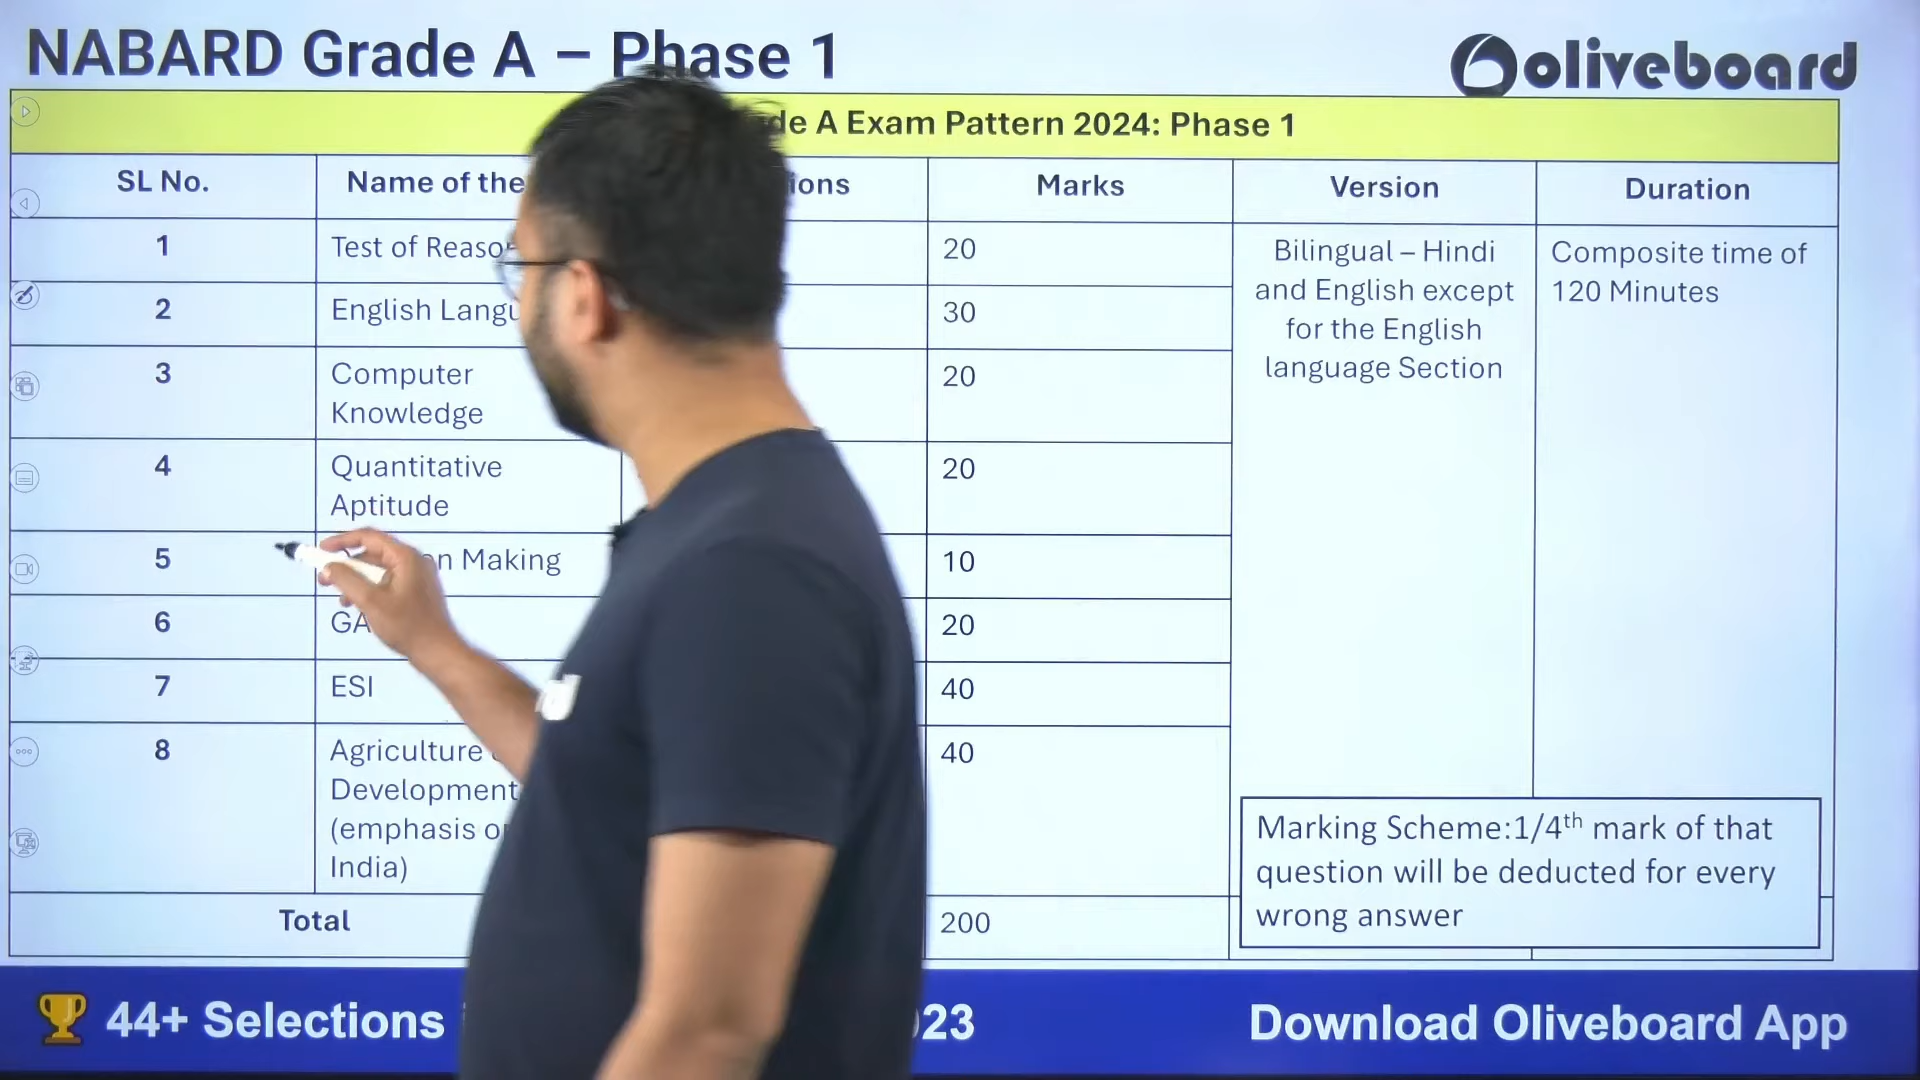 NABARD Grade A – Phase 1
oliveboard
de A Exam Pattern 2024: Phase 1
SL No. Name of the ions Marks Version Duration
1 Test of Reaso 20
2 English Langu 30
3 Computer Knowledge 20
4 Quantitative Aptitude 20
5 n Making 10
6 GA 20
7 ESI 40
8 Agriculture
Development
(emphasis o
India) 40
Bilingual – Hindi
and English except
for the English
language Section
Composite time of
120 Minutes
Total 200
Marking Scheme:1/4th mark of that
question will be deducted for every
wrong answer
44+ Selections 23 Download Oliveboard App